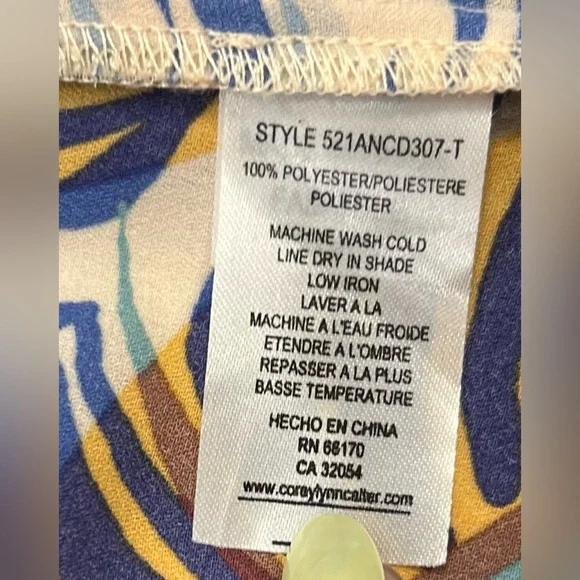 STYLE 521ANCD307-T
100% POLYESTER/POLIESTERE
POLIESTER
MACHINE WASH COLD
LINE DRY IN SHADE
LOW IRON
LAVER A LA
MACHINE A L'EAU FROIDE
ETENDRE A L'OMBRE
REPASSER A LA PLUS
BASSE TEMPERATURE
HECHO EN CHINA
RN 66170
CA 32054
www.coreylynncalter.com